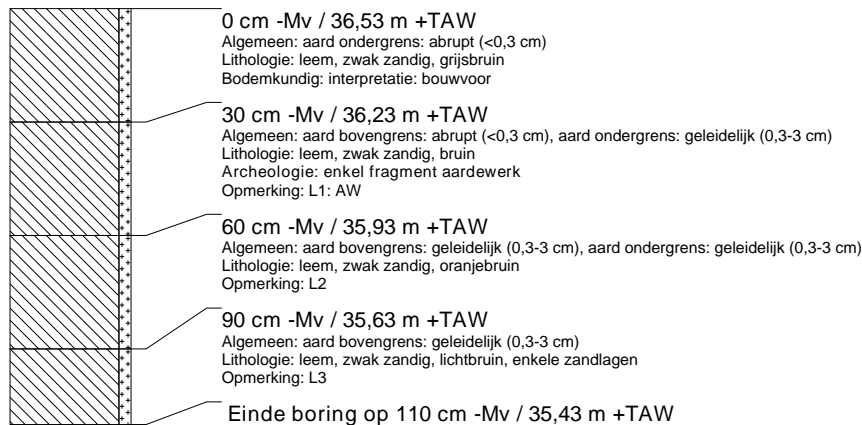 0 cm -Mv / 36,53 m +TAW
Algemeen: aard ondergrens: abrupt (<0,3 cm)
Lithologie: leem, zwak zandig, grijsbruin
Bodemkundig: interpretatie: bouwvoor
30 cm -Mv / 36,23 m +TAW
Algemeen: aard bovengrens: abrupt (<0,3 cm), aard ondergrens: geleidelijk (0,3-3 cm)
Lithologie: leem, zwak zandig, bruin
Archeologie: enkel fragment aardewerk
Opmerking: L1: AW
60 cm -Mv / 35,93 m +TAW
Algemeen: aard bovengrens: geleidelijk (0,3-3 cm), aard ondergrens: geleidelijk (0,3-3 cm)
Lithologie: leem, zwak zandig, oranjebruin
Opmerking: L2
90 cm -Mv / 35,63 m +TAW
Algemeen: aard bovengrens: geleidelijk (0,3-3 cm)
Lithologie: leem, zwak zandig, lichtbruin, enkele zandlagen
Opmerking: L3
Einde boring op 110 cm -Mv / 35,43 m +TAW